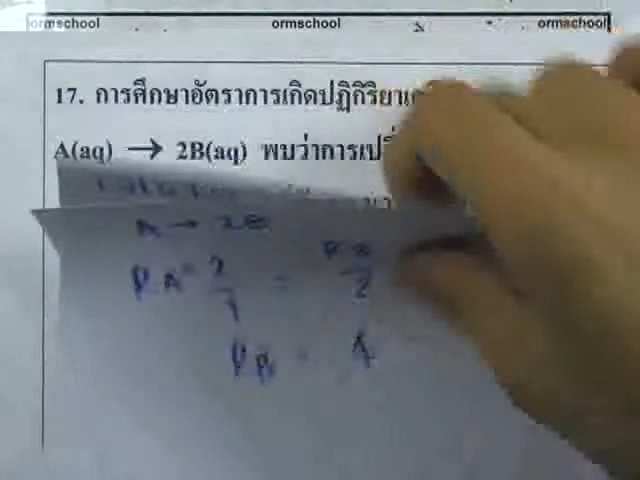 ormschool ormschool ormschool
17. การศึกษาอัตราการเกิดปฏิกิริยา
A(aq) → 2B(aq) พบว่าการเปลี่
A → 2B
RA = 2/1 = RB/2
RB = 4